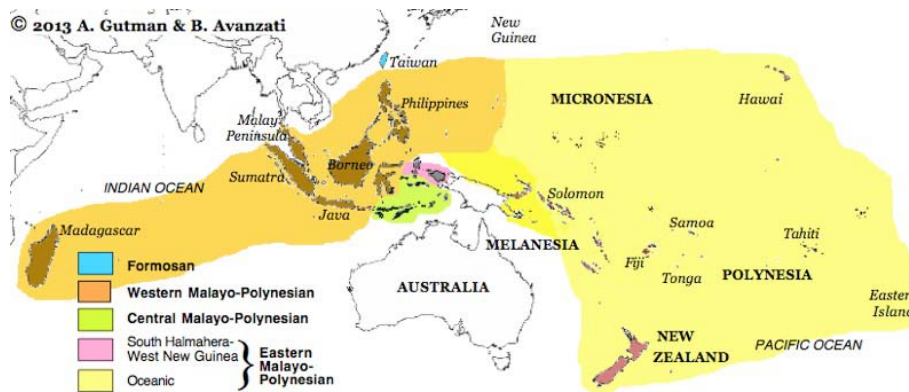 © 2013 A. Gutman & B. Avanzati
New
Guinea
Taiwan
MICRONESIA
Hawai
Philippines
Malay
Peninsula
Borneo
Sumatra
INDIAN OCEAN
Solomon
Java
Samoa
Madagascar
MELANESIA
Tahiti
Fiji
Tonga
POLYNESIA
AUSTRALIA
Easter
Island
NEW
ZEALAND
PACIFIC OCEAN
Formosan
Western Malayo-Polynesian
Central Malayo-Polynesian
South Halmahera-
West New Guinea
Oceanic
Eastern
Malayo-
Polynesian